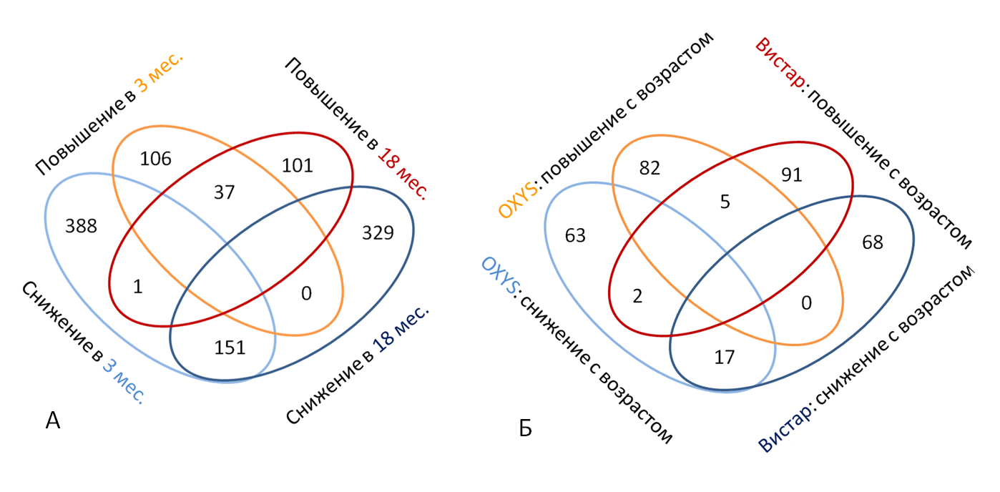 Повышение в 3 мес.
Повышение в 18 мес.
106
101
37
388
329
1
0
151
Снижение в 3 мес.
Снижение в 18 мес.
А
OXYS: повышение с возрастом
Вистар: повышение с возрастом
82
91
5
63
68
2
0
17
OXYS: снижение с возрастом
Вистар: снижение с возрастом
Б